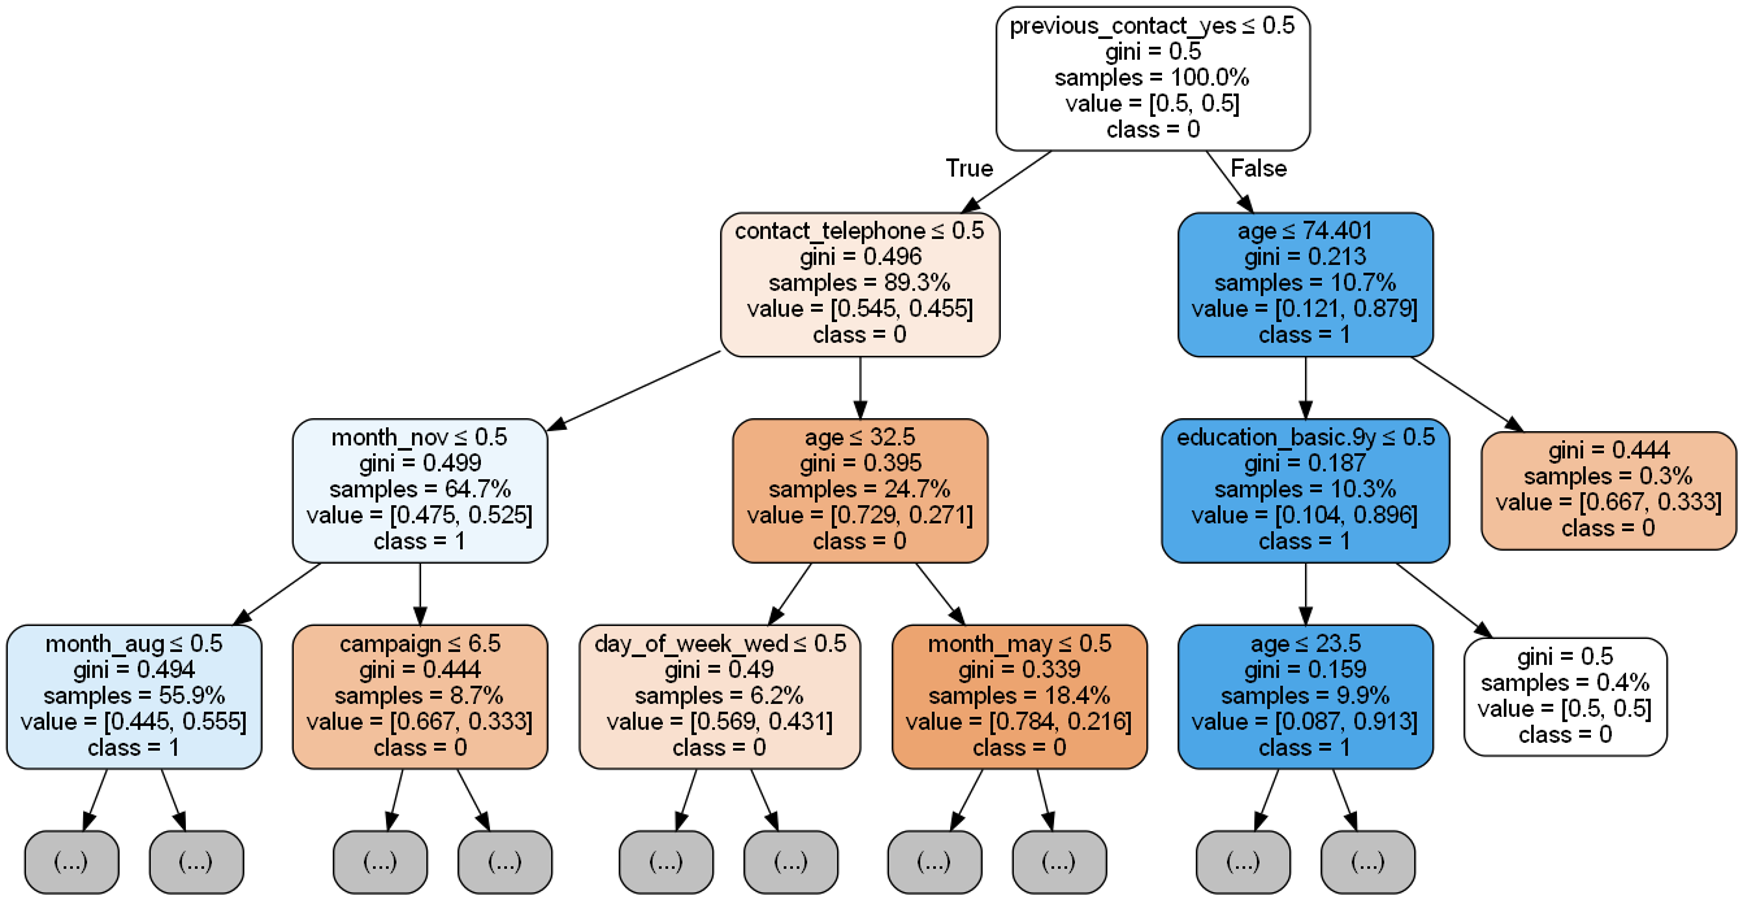 previous_contact_yes ≤ 0.5
gini = 0.5
samples = 100.0%
value = [0.5, 0.5]
class = 0
True
False
contact_telephone ≤ 0.5
gini = 0.496
samples = 89.3%
value = [0.545, 0.455]
class = 0
age ≤ 74.401
gini = 0.213
samples = 10.7%
value = [0.121, 0.879]
class = 1
month_nov ≤ 0.5
gini = 0.499
samples = 64.7%
value = [0.475, 0.525]
class = 1
age ≤ 32.5
gini = 0.395
samples = 24.7%
value = [0.729, 0.271]
class = 0
education_basic.9y ≤ 0.5
gini = 0.187
samples = 10.3%
value = [0.104, 0.896]
class = 1
gini = 0.444
samples = 0.3%
value = [0.667, 0.333]
class = 0
month_aug ≤ 0.5
gini = 0.494
samples = 55.9%
value = [0.445, 0.555]
class = 1
campaign ≤ 6.5
gini = 0.444
samples = 8.7%
value = [0.667, 0.333]
class = 0
day_of_week_wed ≤ 0.5
gini = 0.49
samples = 6.2%
value = [0.569, 0.431]
class = 0
month_may ≤ 0.5
gini = 0.339
samples = 18.4%
value = [0.784, 0.216]
class = 0
age ≤ 23.5
gini = 0.159
samples = 9.9%
value = [0.087, 0.913]
class = 1
gini = 0.5
samples = 0.4%
value = [0.5, 0.5]
class = 0
(...)
(...)
(...)
(...)
(...)
(...)
(...)
(...)
(...)
(...)